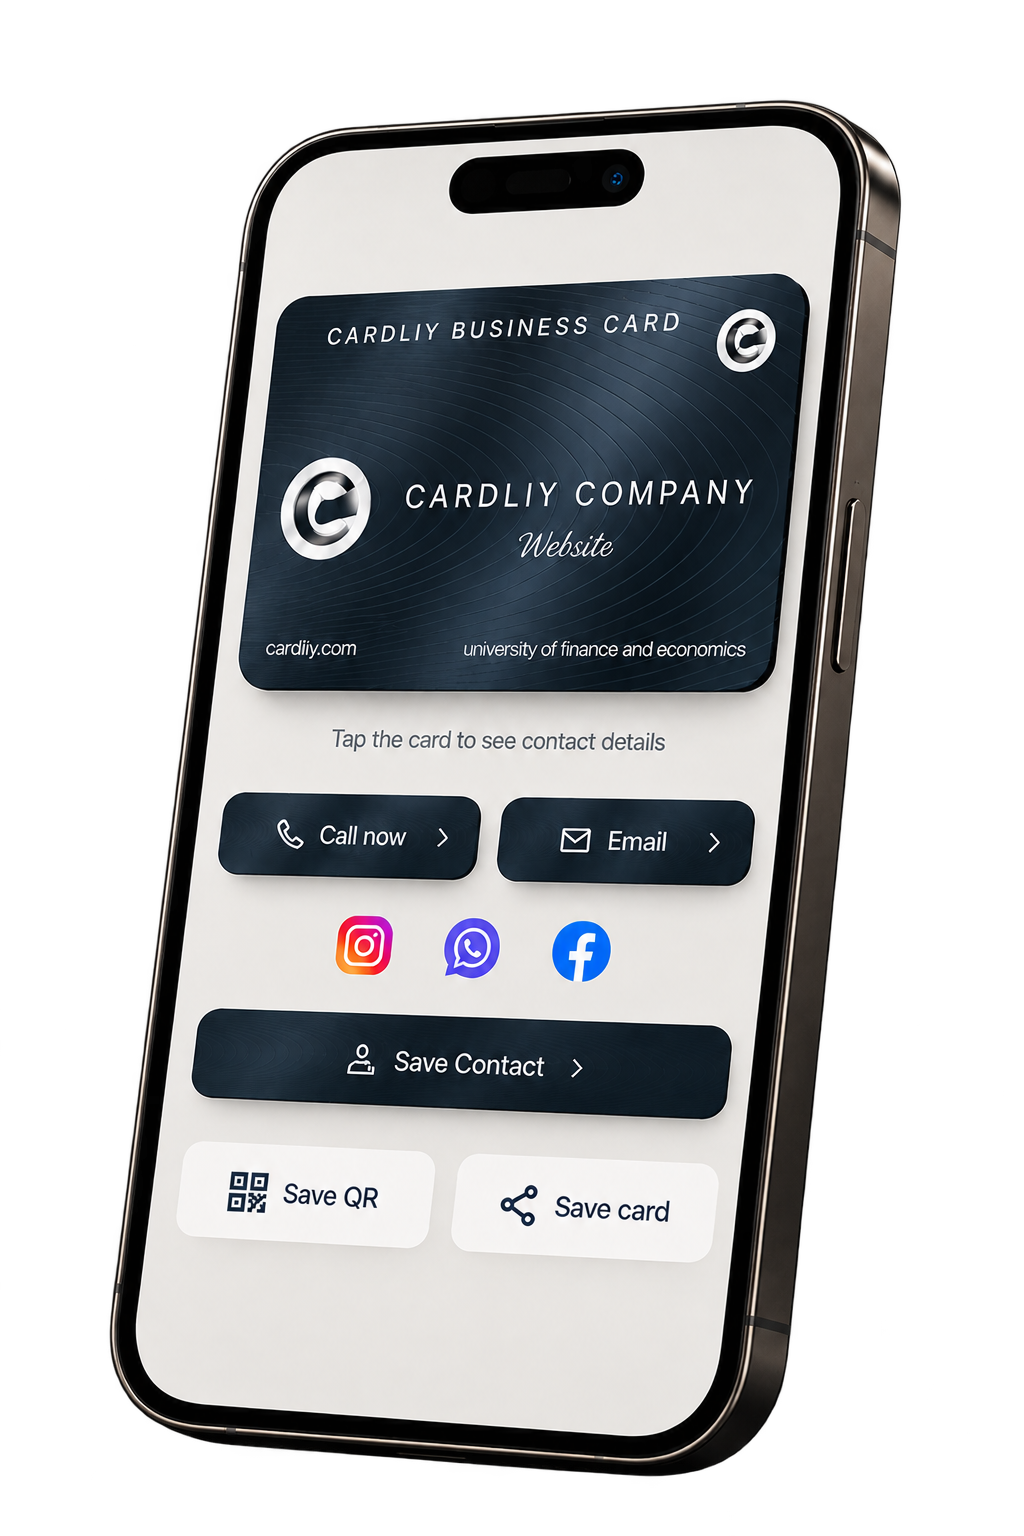 CARDLIY BUSINESS CARD
CARDLIY COMPANY
Website
cardiiy.com
university of finance and economics
Tap the card to see contact details
Call now
Email
Save Contact
Save QR
Save card